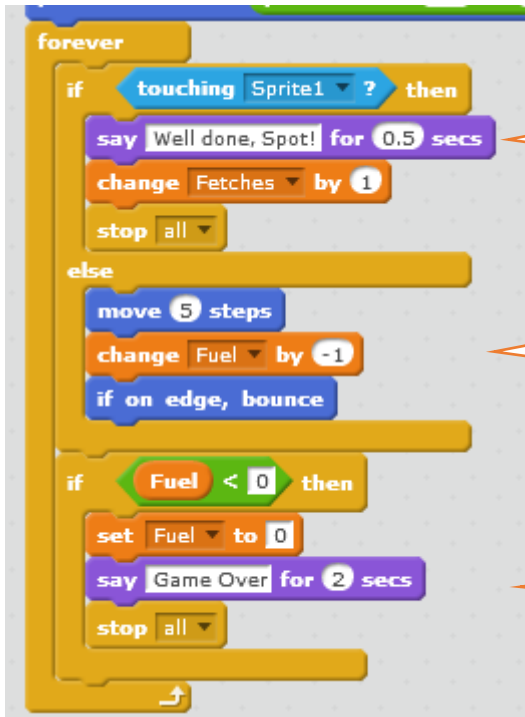 forever
if touching Sprite1 ? then
say Well done, Spot! for 0.5 secs
change Fetches by 1
stop all
else
move 5 steps
change Fuel by -1
if on edge, bounce
if Fuel < 0 then
set Fuel to 0
say Game Over for 2 secs
stop all